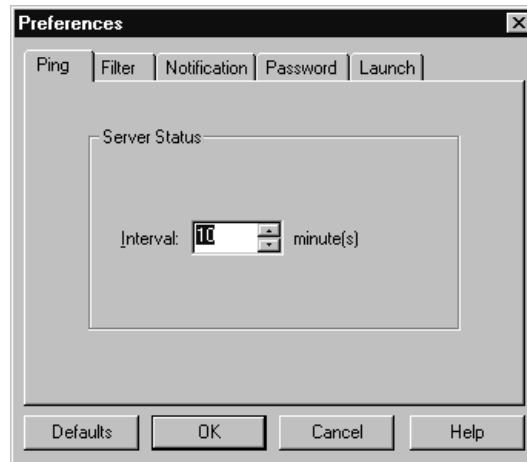 Preferences
Ping Filter Notification Password Launch
Server Status
Interval: 10 minute(s)
Defaults OK Cancel Help